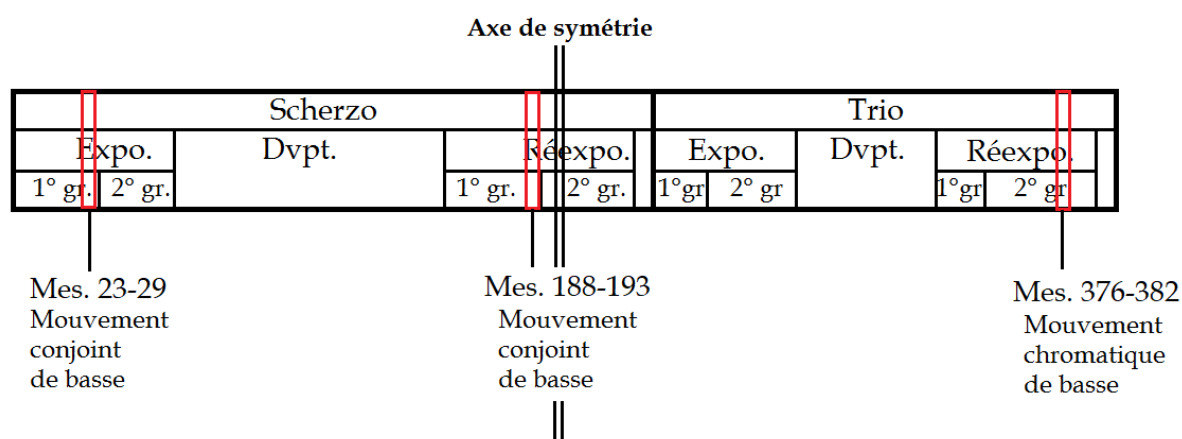 Axe de symétrie
Scherzo Trio
Expo. Dvpt. Réexpo. Expo. Dvpt. Réexpo.
1° gr. 2° gr. 1° gr. 2° gr. 1°gr 2° gr 1°gr 2° gr
Mes. 23-29
Mouvement
conjoint
de basse
Mes. 188-193
Mouvement
conjoint
de basse
Mes. 376-382
Mouvement
chromatique
de basse